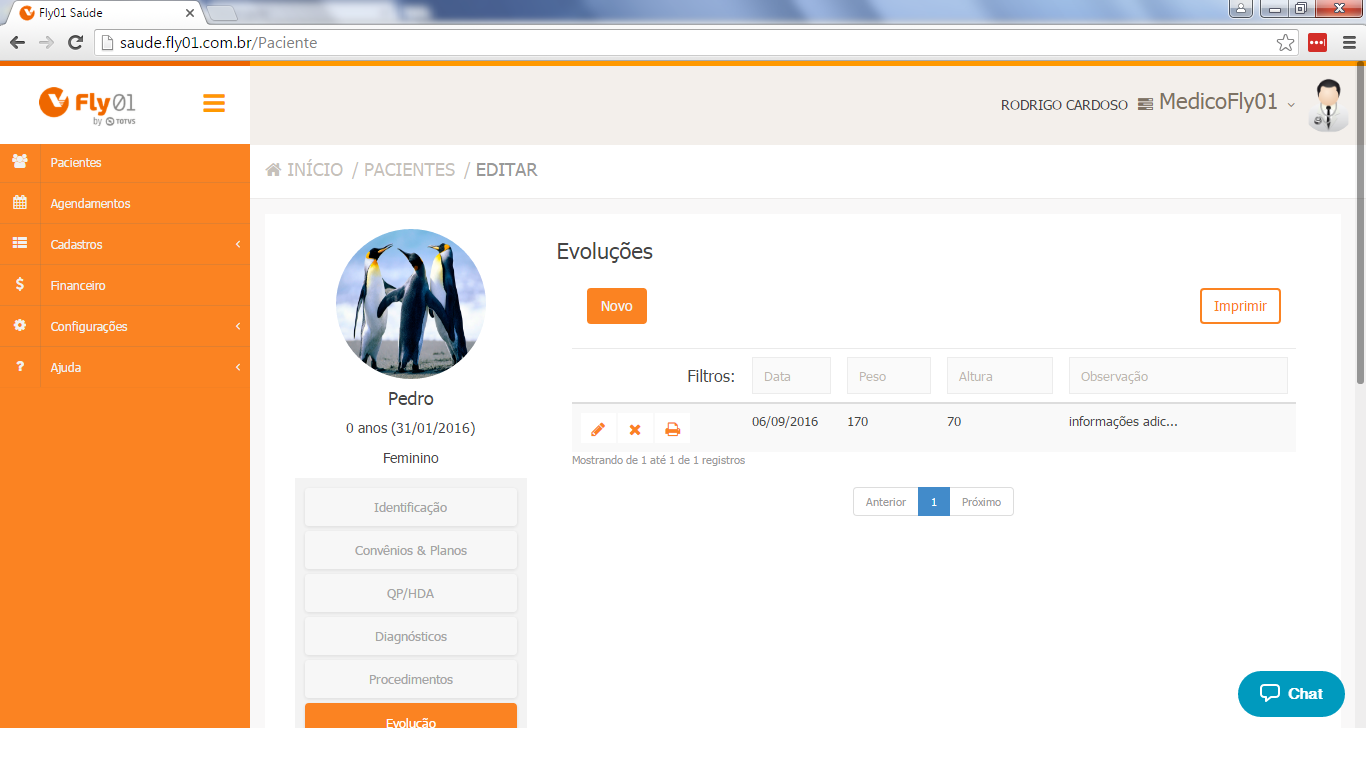 Fly01 Saúde
saude.fly01.com.br/Paciente
Fly01
by TOTVS
RODRIGO CARDOSO MedicoFly01
Pacientes
Agendamentos
Cadastros
Financeiro
Configurações
Ajuda
INÍCIO / PACIENTES / EDITAR
Pedro
0 anos (31/01/2016)
Feminino
Identificação
Convênios & Planos
QP/HDA
Diagnósticos
Procedimentos
Evolução
Evoluções
Novo Imprimir
Filtros: Data Peso Altura Observação
06/09/2016 170 70 informações adic...
Mostrando de 1 até 1 de 1 registros
Anterior 1 Próximo
Chat